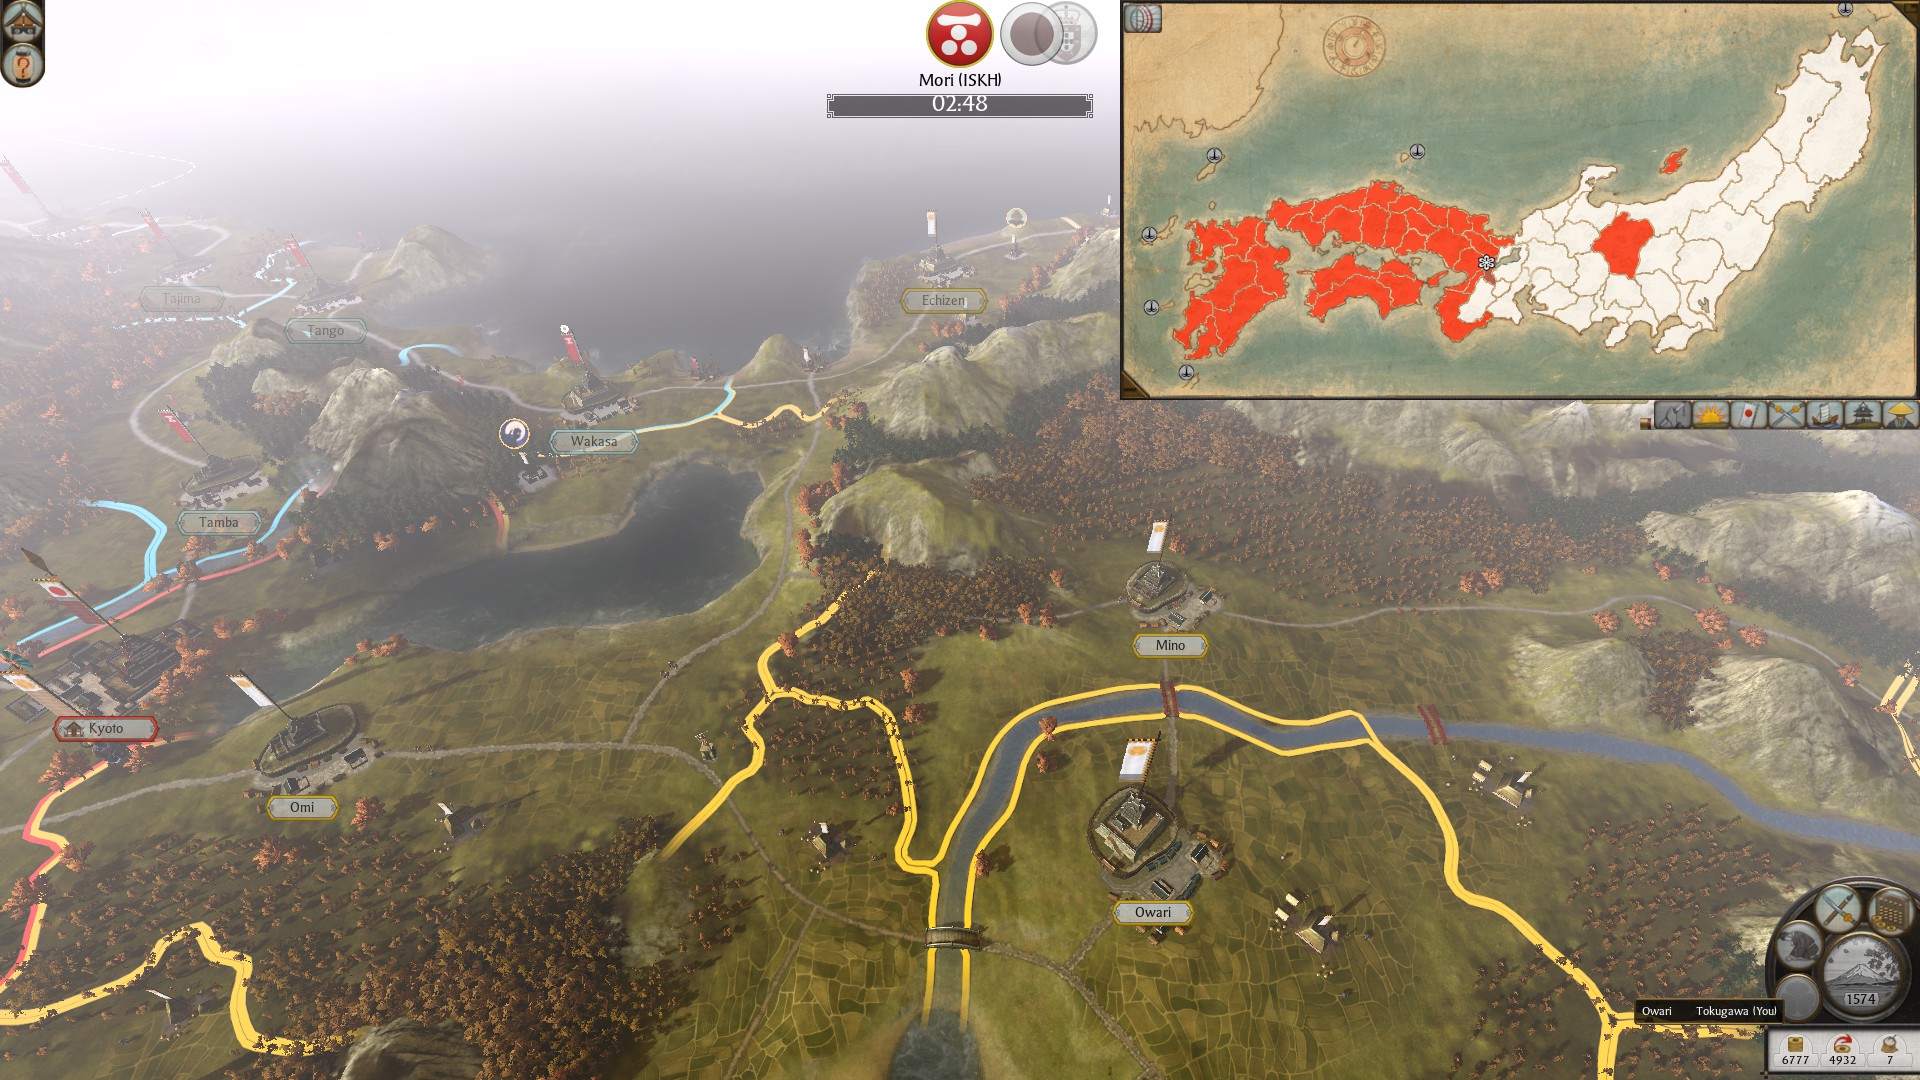 Mori (ISKH)
02:48
Tajima
Tango
Echizen
Wakasa
Tamba
Mino
Kyoto
Omi
Owari
1574
Owari Tokugawa (You)
6777 4932 7